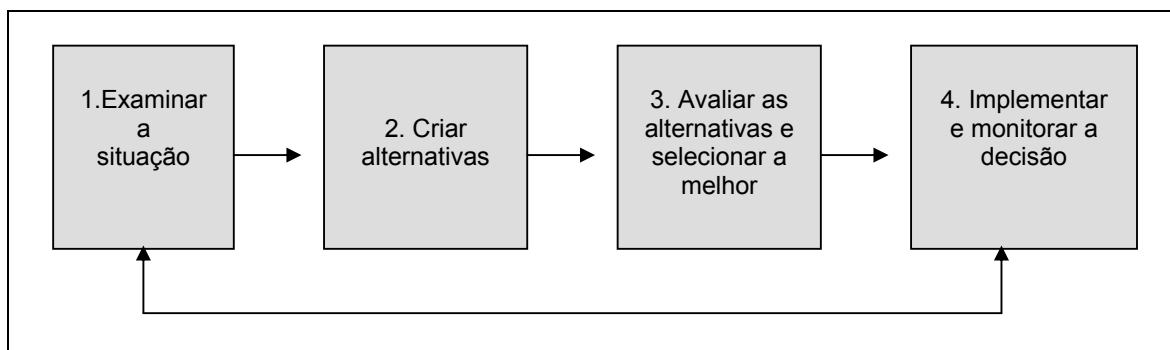 1.Examinar
a
situação
2. Criar
alternativas
3. Avaliar as
alternativas e
selecionar a
melhor
4. Implementar
e monitorar a
decisão